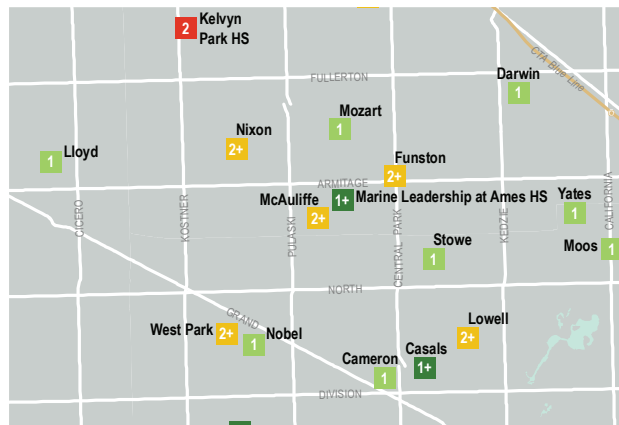 2
Kelvyn
Park HS
FULLERTON
CTA Blue Line
Darwin
1
Mozart
1
Nixon
2+
Lloyd
1
Funston
2+
ARMITAGE
McAuliffe
2+
1+
Marine Leadership at Ames HS
Yates
1
CICERO
KOSTNER
PULASKI
CENTRAL PARK
KEDZIE
CALIFORNIA
Stowe
1
Moos
1
NORTH
GRAND
West Park
2+
1
Nobel
Lowell
2+
Cameron
1
Casals
1+
DIVISION